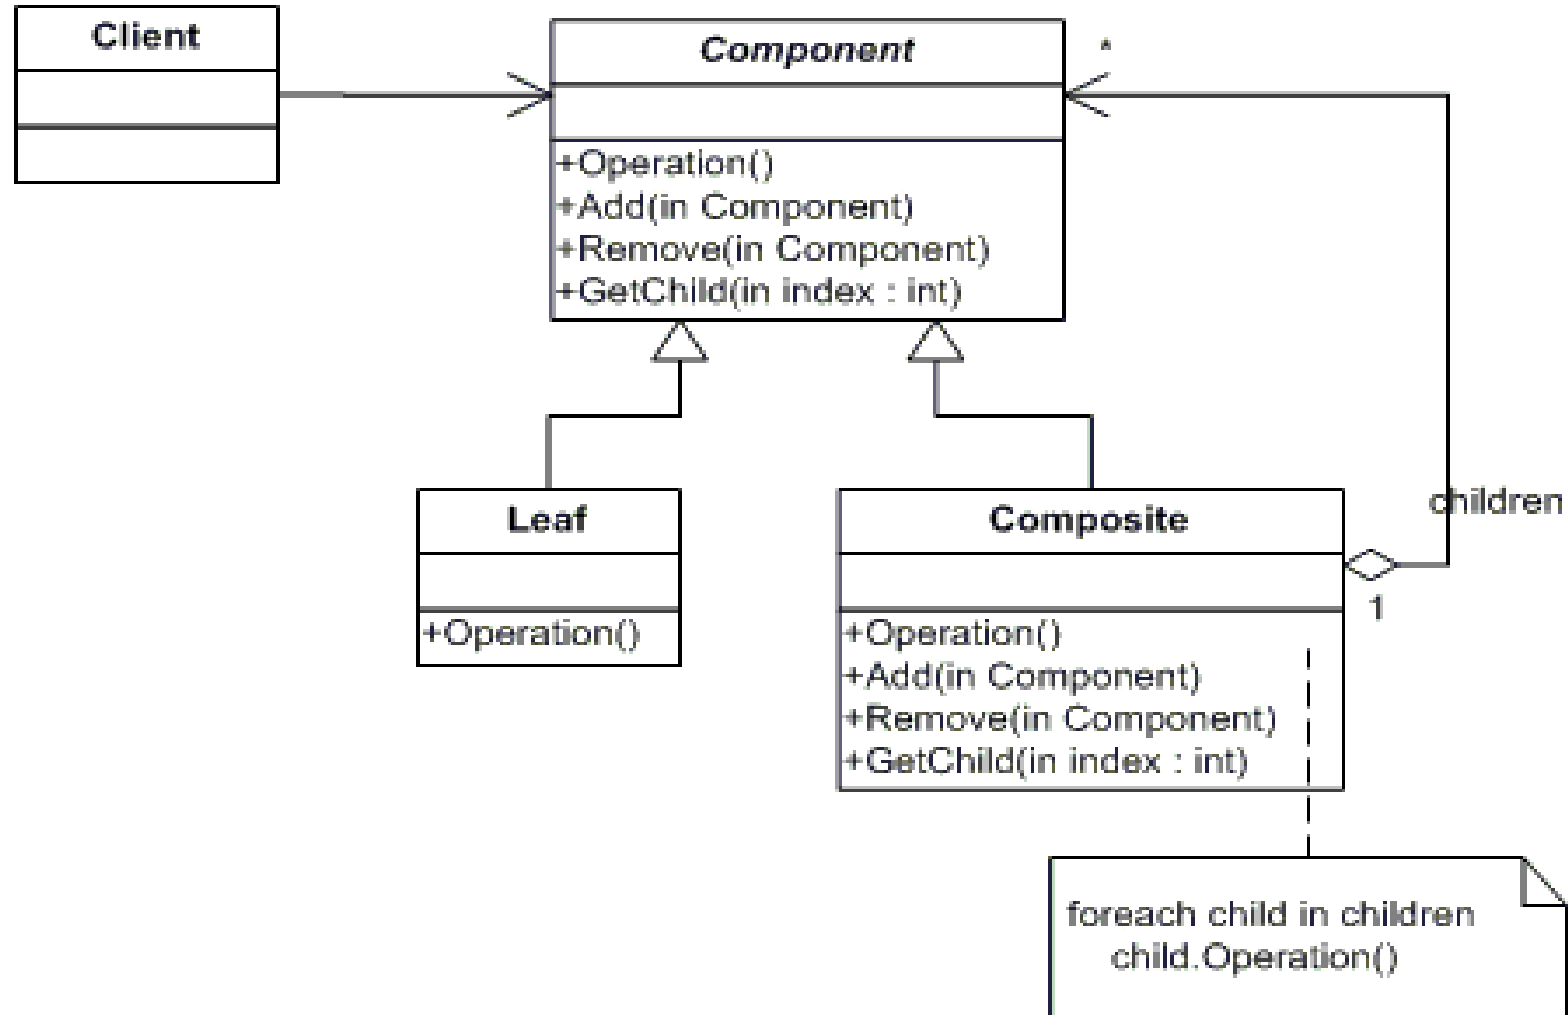 Client
Component
*
+Operation()
+Add(in Component)
+Remove(in Component)
+GetChild(in index : int)
children
Leaf
+Operation()
Composite
1
+Operation()
+Add(in Component)
+Remove(in Component)
+GetChild(in index : int)
foreach child in children
child.Operation()